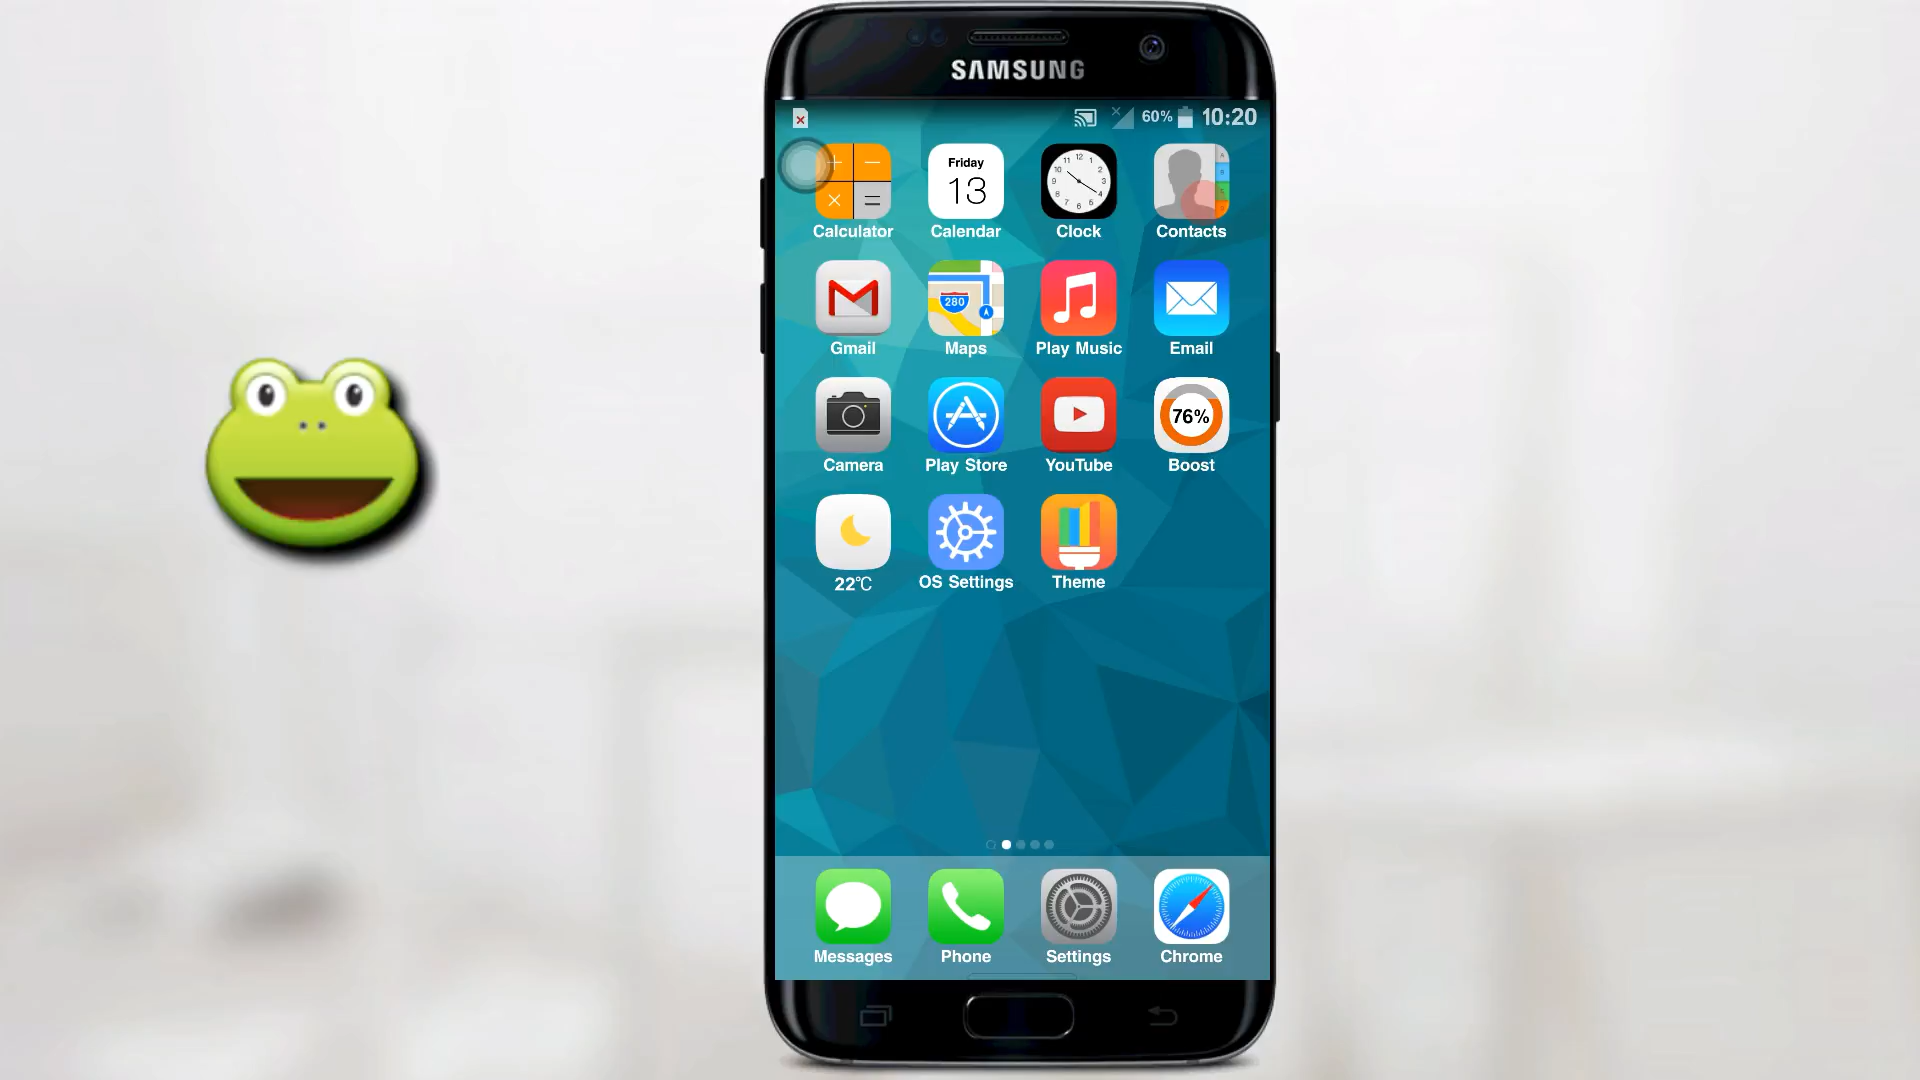 SAMSUNG
60% 10:20
Friday
13
Calculator Calendar Clock Contacts
280
Gmail Maps Play Music Email
76%
Camera Play Store YouTube Boost
22℃ OS Settings Theme
Messages Phone Settings Chrome